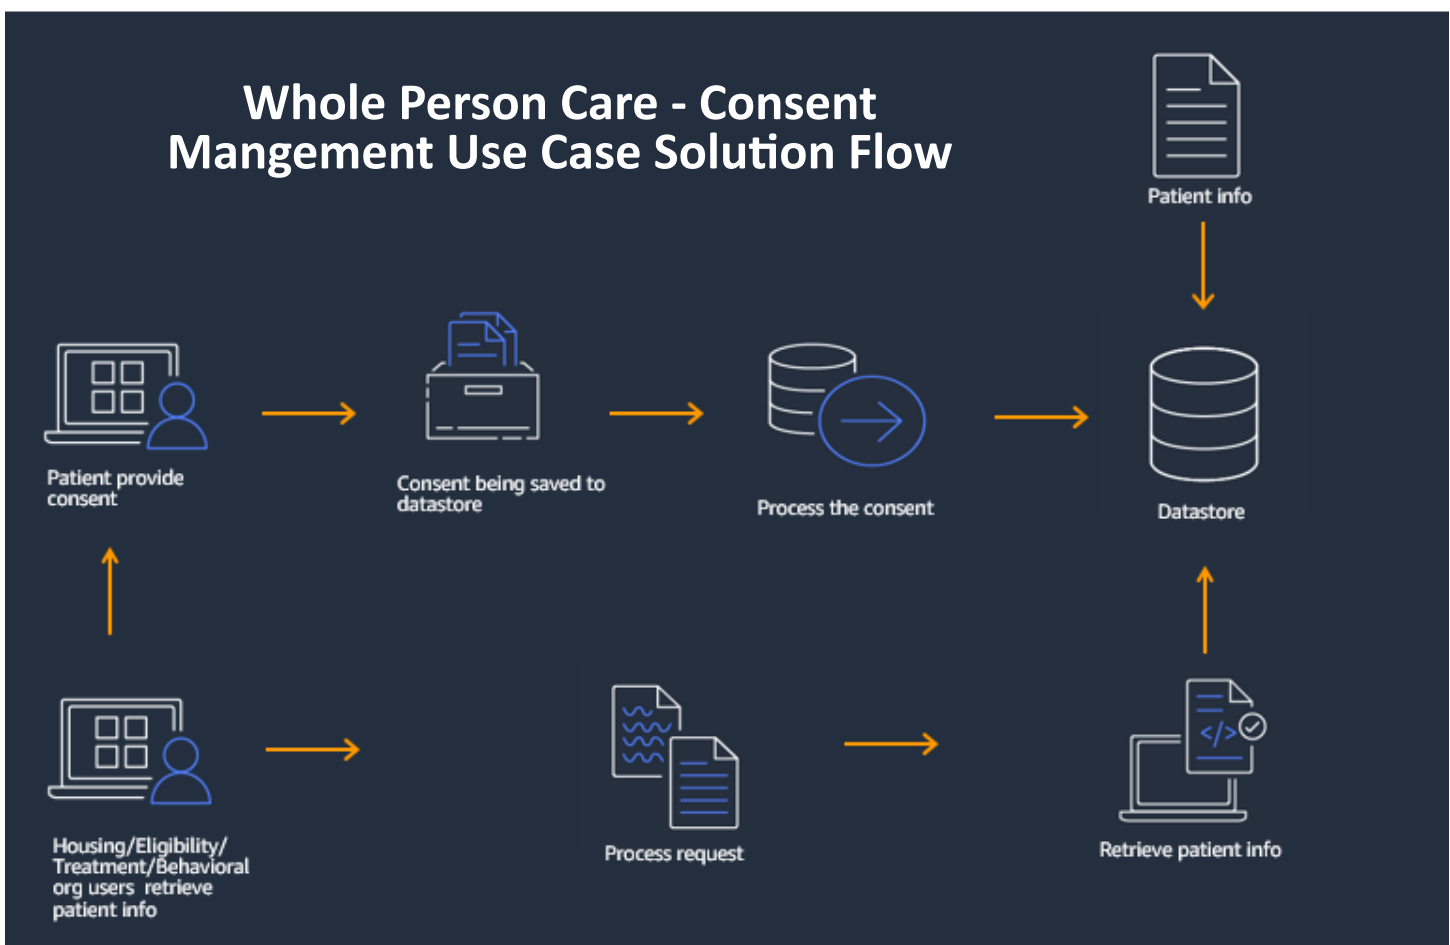 Whole Person Care - Consent
Mangement Use Case Solution Flow
Patient info
Patient provide
consent
Consent being saved to
datastore
Process the consent
Datastore
Housing/Eligibility/
Treatment/Behavioral
org users retrieve
patient info
Process request
</>
Retrieve patient info